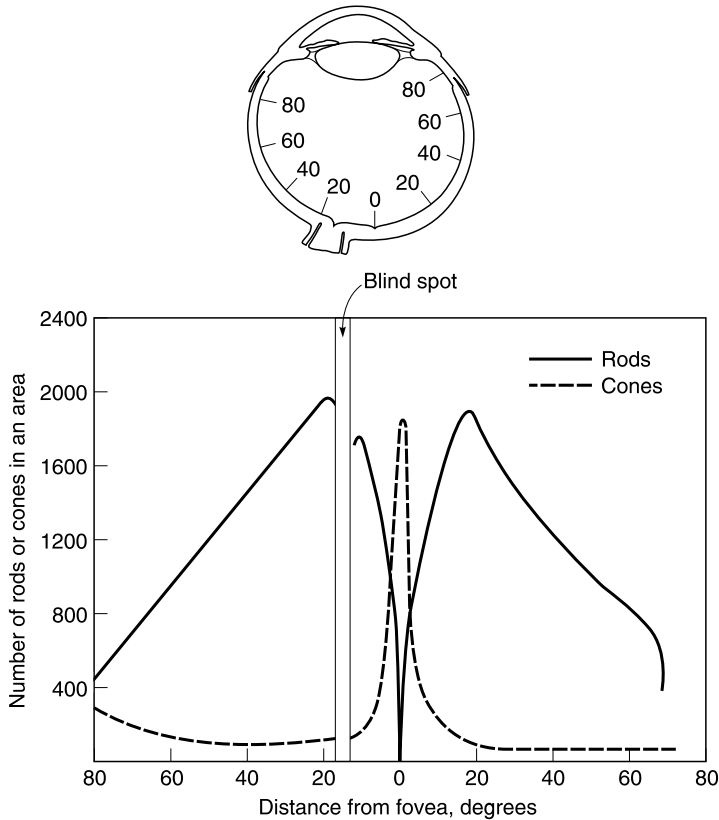 80
80
60
60
40
40
20
20
0
Blind spot
2400
2000
1600
1200
800
400
Number of rods or cones in an area
Rods
Cones
80 60 40 20 0 20 40 60 80
Distance from fovea, degrees